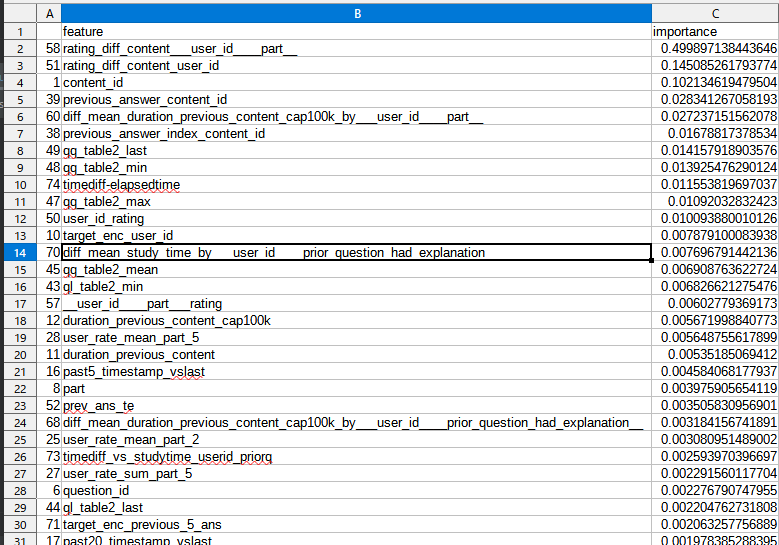 A B C
1 feature importance
2 58 rating_diff_content___user_id____part__ 0.499897138443646
3 51 rating_diff_content_user_id 0.145085261793774
4 1 content_id 0.102134619479504
5 39 previous_answer_content_id 0.028341267058193
6 60 diff_mean_duration_previous_content_cap100k_by___user_id____part__ 0.027237151562078
7 38 previous_answer_index_content_id 0.01678817378534
8 49 qq_table2_last 0.014157918903576
9 48 qq_table2_min 0.013925476290124
10 74 timediff-elapsedtime 0.011553819697037
11 47 qq_table2_max 0.01092032832423
12 50 user_id_rating 0.010093880010126
13 10 target_enc_user_id 0.007879100083938
14 70 diff_mean_study_time_by___user_id____prior_question_had_explanation__ 0.007696791442136
15 45 qq_table2_mean 0.006908763622724
16 43 ql_table2_min 0.006826621275476
17 57 __user_id____part___rating 0.00602779369173
18 12 duration_previous_content_cap100k 0.005671998840773
19 28 user_rate_mean_part_5 0.005648755617899
20 11 duration_previous_content 0.00535185069412
21 16 past5_timestamp_vslast 0.004584068177937
22 8 part 0.003975905654119
23 52 prev_ans_te 0.003505830956901
24 68 diff_mean_duration_previous_content_cap100k_by___user_id____prior_question_had_explanation__ 0.003184156741891
25 25 user_rate_mean_part_2 0.003080951489002
26 73 timediff_vs_studytime_userid_priorq 0.002593970396697
27 27 user_rate_sum_part_5 0.002291560117704
28 6 question_id 0.002276790747955
29 44 ql_table2_last 0.002204762731808
30 71 target_enc_previous_5_ans 0.002063257756889
31 17 past20_timestamp_vslast 0.001978385288395